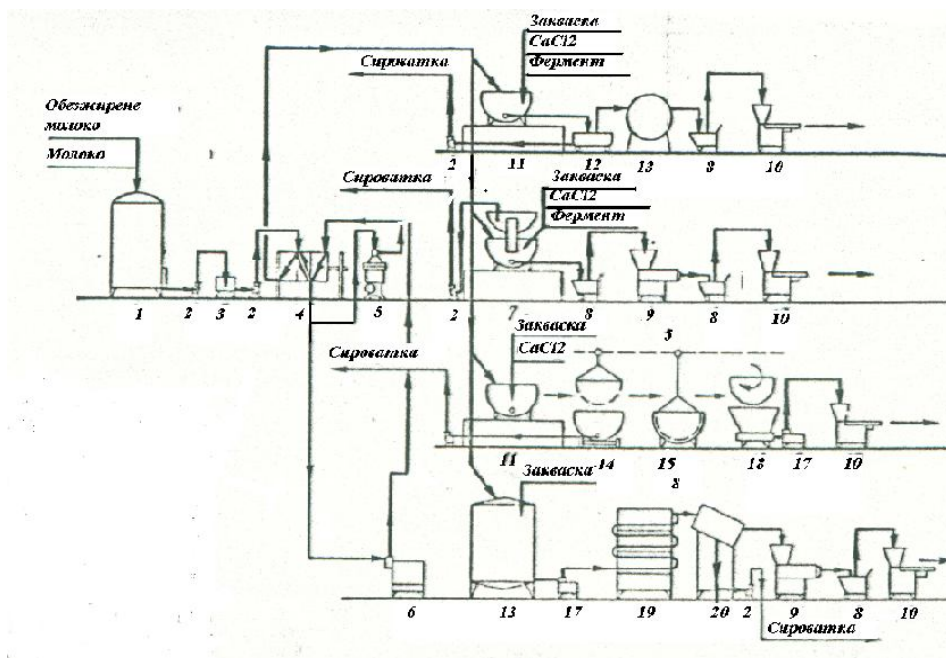 Закваска
CaCl2
Фермент
Сироватка
Обезжирене
молоко
Молоко
2 11 12 13 8 10
Закваска
CaCl2
Фермент
Сироватка
1 2 3 2 4 5 2 7 8 9 8 10
3
Закваска
CaCl2
Сироватка
11 14 15 18 17 10
Закваска
8
6 13 17 19 20 2 9 8 10
Сироватка